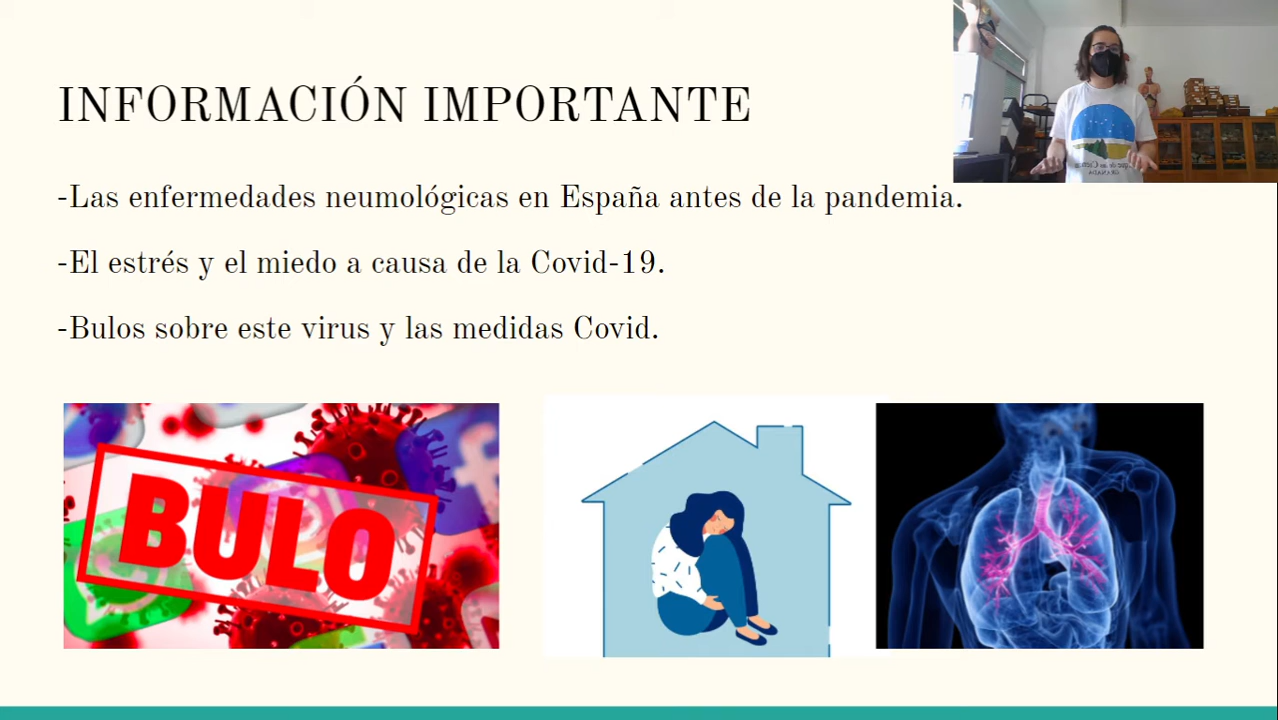 INFORMACIÓN IMPORTANTE
-Las enfermedades neumológicas en España antes de la pandemia.
-El estrés y el miedo a causa de la Covid-19.
-Bulos sobre este virus y las medidas Covid.
BULO
GRANADA